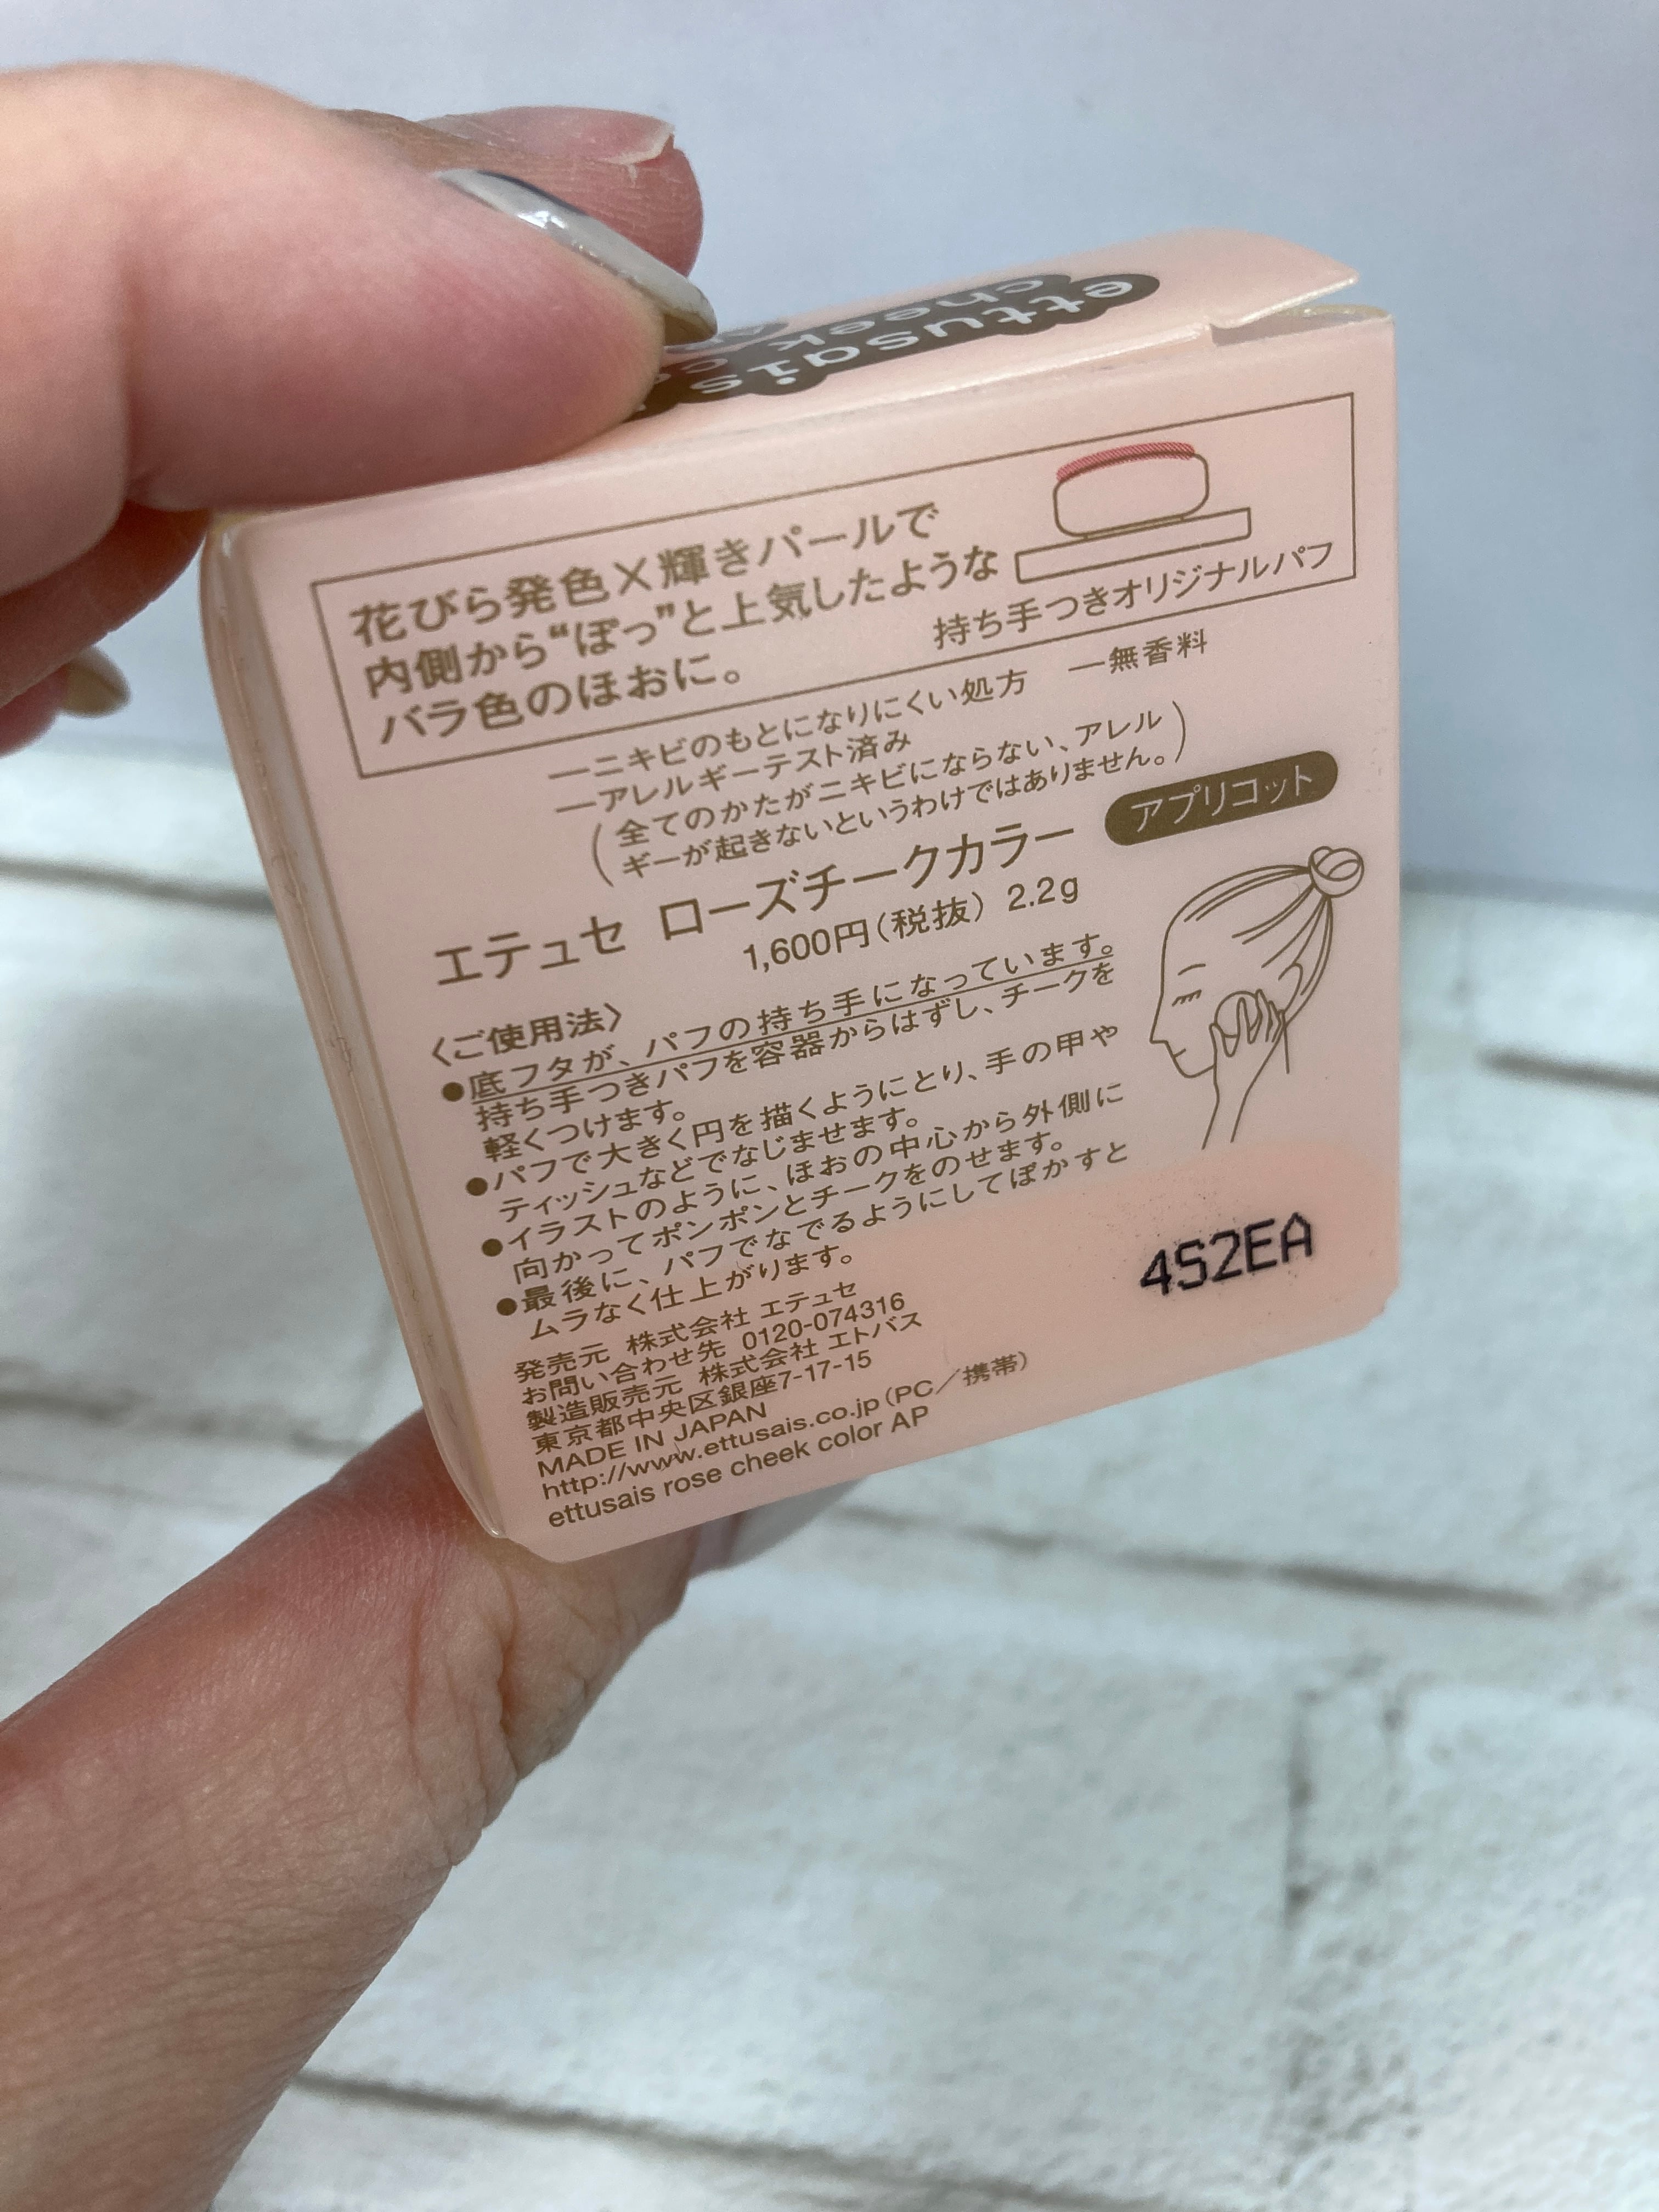 ettusais
cheek
花びら発色×輝きパールで
内側から“ぽっ”と上気したような
バラ色のほおに。
持ち手つきオリジナルパフ
—ニキビのもとになりにくい処方 —無香料
—アレルギーテスト済み
(全てのかたがニキビにならない、アレル
ギーが起きないというわけではありません。)
エテュセ ローズチークカラー アプリコット
1,600円(税抜) 2.2g
〈ご使用法〉
●底フタが、パフの持ち手になっています。
持ち手つきパフを容器からはずし、チークを
軽くつけます。
●パフで大きく円を描くようにとり、手の甲や
ティッシュなどでなじませます。
●イラストのように、ほおの中心から外側に
向かってポンポンとチークをのせます。
●最後に、パフでなでるようにしてぼかすと
ムラなく仕上がります。
発売元 株式会社 エテュセ
お問い合わせ先 0120-074316
製造販売元 株式会社 エトバス
東京都中央区銀座7-17-15
MADE IN JAPAN
http://www.ettusais.co.jp(PC/携帯)
ettusais rose cheek color AP
4S2EA